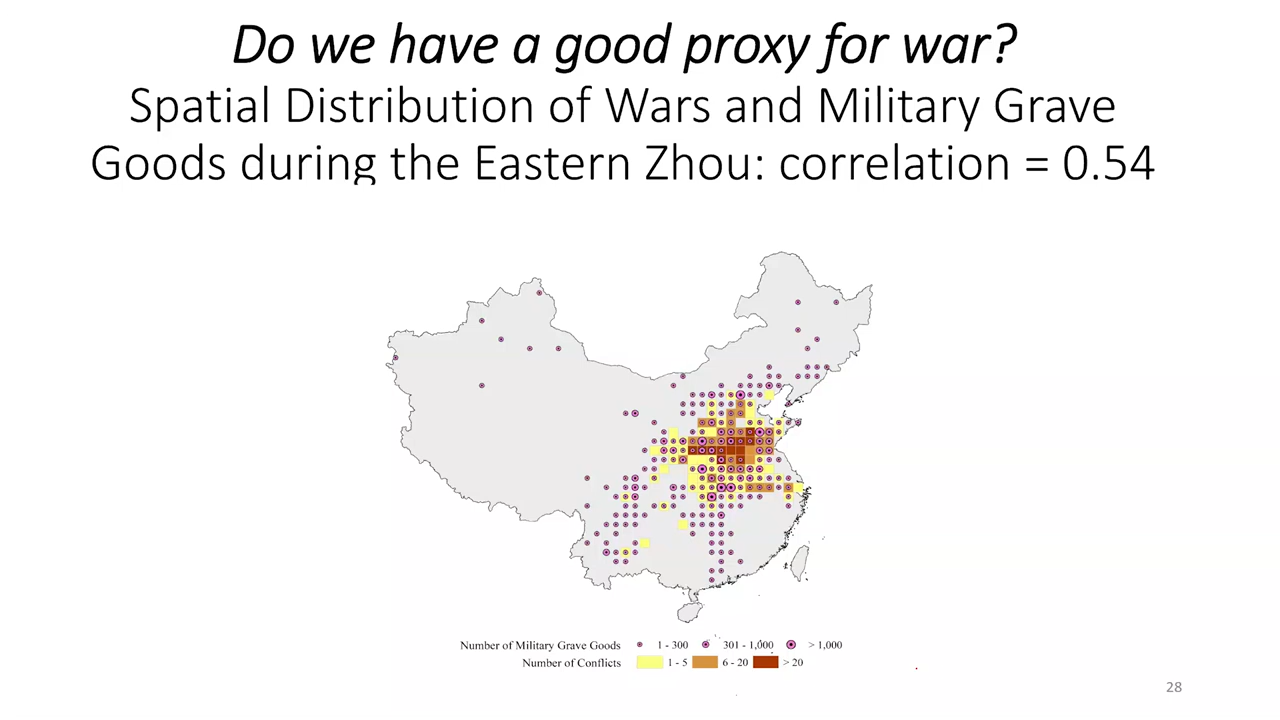 Do we have a good proxy for war?
Spatial Distribution of Wars and Military Grave
Goods during the Eastern Zhou: correlation = 0.54
Number of Military Grave Goods 1 - 300 301 - 1,000 > 1,000
Number of Conflicts 1 - 5 6 - 20 > 20
28